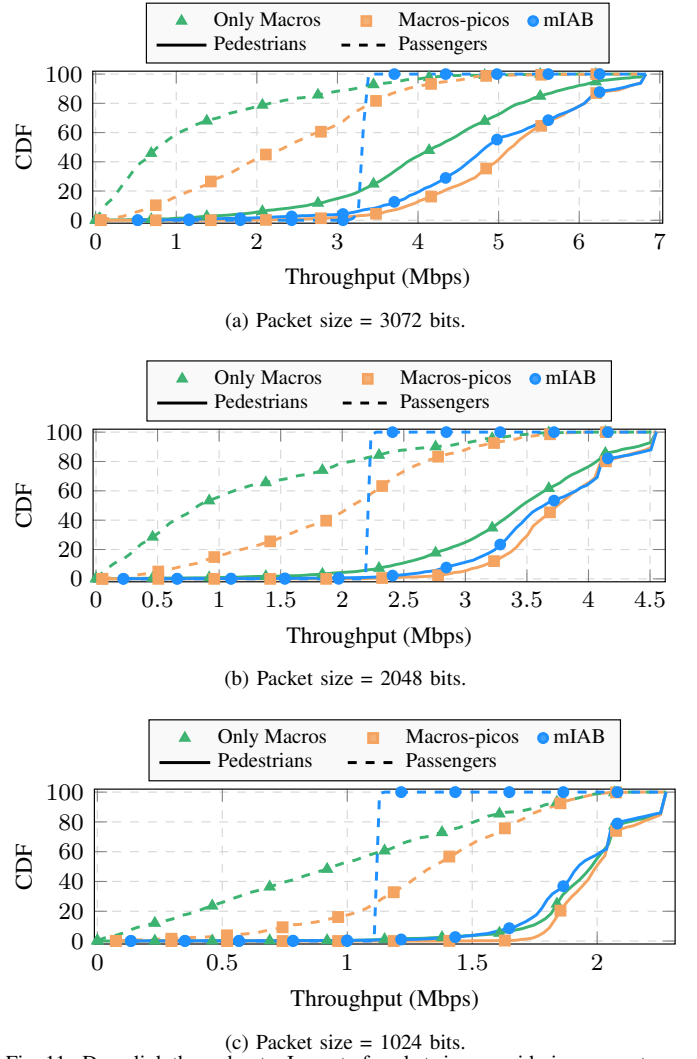 Only Macros Macros-picos mIAB
Pedestrians Passengers
100
80
60
40
20
0
CDF
0 1 2 3 4 5 6 7
Throughput (Mbps)
(a) Packet size = 3072 bits.
Only Macros Macros-picos mIAB
Pedestrians Passengers
100
80
60
40
20
0
CDF
0 0.5 1 1.5 2 2.5 3 3.5 4 4.5
Throughput (Mbps)
(b) Packet size = 2048 bits.
Only Macros Macros-picos mIAB
Pedestrians Passengers
100
80
60
40
20
0
CDF
0 0.5 1 1.5 2
Throughput (Mbps)
(c) Packet size = 1024 bits.